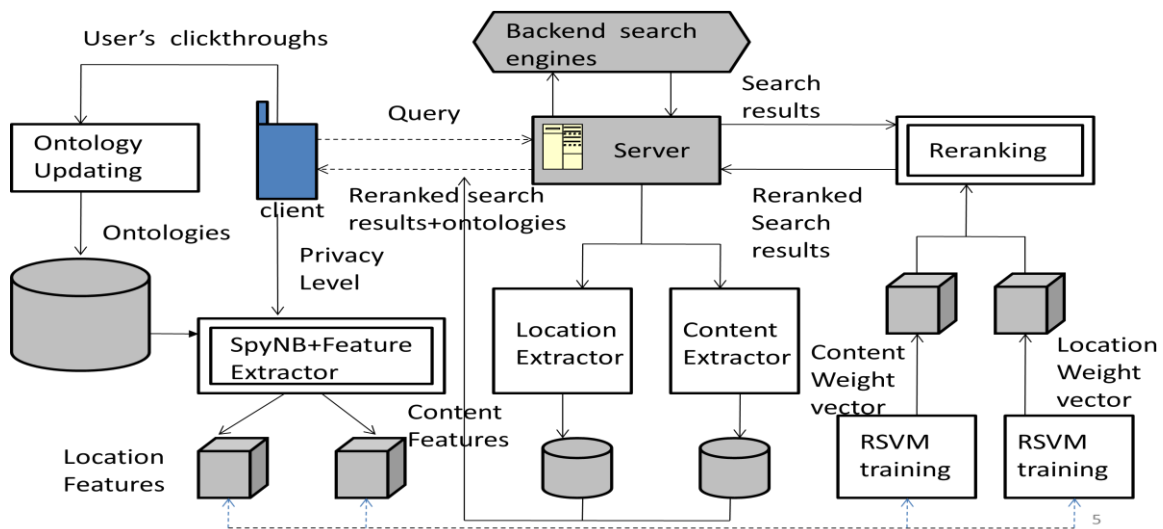 User's clickthroughs
Backend search
engines
Search
results
Query
Ontology
Updating
Server
Reranking
client
Reranked search
results+ontologies
Reranked
Search
results
Ontologies
Privacy
Level
SpyNB+Feature
Extractor
Location
Extractor
Content
Extractor
Content
Weight
vector
Location
Weight
vector
Content
Features
Location
Features
RSVM
training
RSVM
training
5